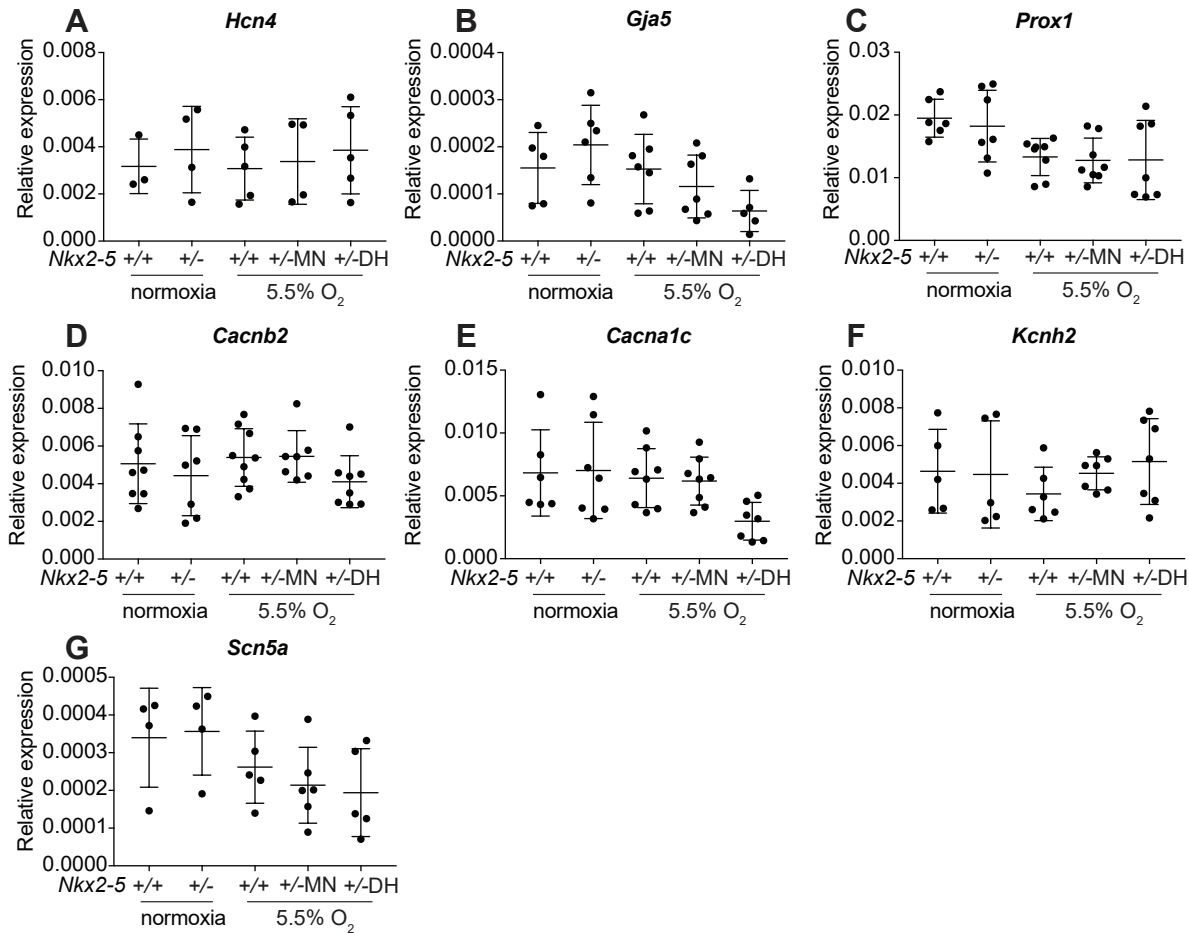 A Hcn4
Relative expression
0.008
0.006
0.004
0.002
0.000
Nkx2-5 +/+ +/- +/+ +/-MN +/-DH
normoxia 5.5% O2
B Gja5
Relative expression
0.0004
0.0003
0.0002
0.0001
0.0000
Nkx2-5 +/+ +/- +/+ +/-MN +/-DH
normoxia 5.5% O2
C Prox1
Relative expression
0.03
0.02
0.01
0.00
Nkx2-5 +/+ +/- +/+ +/-MN +/-DH
normoxia 5.5% O2
D Cacnb2
Relative expression
0.010
0.008
0.006
0.004
0.002
0.000
Nkx2-5 +/+ +/- +/+ +/-MN +/-DH
normoxia 5.5% O2
E Cacna1c
Relative expression
0.015
0.010
0.005
0.000
Nkx2-5 +/+ +/- +/+ +/-MN +/-DH
normoxia 5.5% O2
F Kcnh2
Relative expression
0.010
0.008
0.006
0.004
0.002
0.000
Nkx2-5 +/+ +/- +/+ +/-MN +/-DH
normoxia 5.5% O2
G Scn5a
Relative expression
0.0005
0.0004
0.0003
0.0002
0.0001
0.0000
Nkx2-5 +/+ +/- +/+ +/-MN +/-DH
normoxia 5.5% O2